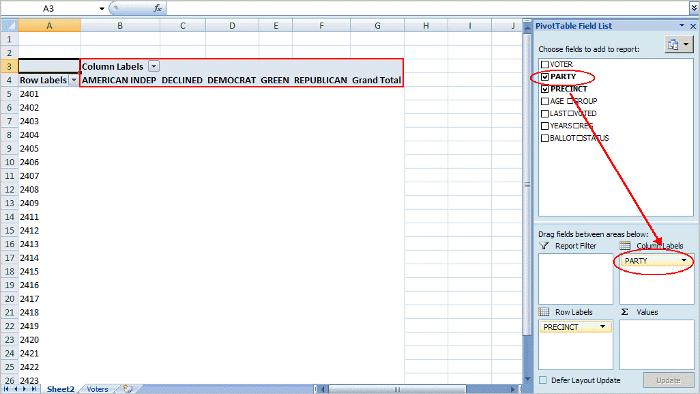 A3 fx
PivotTable Field List
A B C D E F G H I J
1
Choose fields to add to report:
2
VOTER
3 Column Labels
PARTY
4 Row Labels AMERICAN INDEP DECLINED DEMOCRAT GREEN REPUBLICAN Grand Total
PRECINCT
5 2401
AGE GROUP
6 2402
LAST VOTED
7 2403
YEARS REG
8 2404
BALLOT STATUS
9 2405
10 2406
11 2407
12 2408
13 2409
14 2411
15 2412
16 2413
17 2414
18 2415
19 2416
20 2417
21 2418
22 2419
23 2420
24 2421
25 2422
26 2423
Drag fields between areas below:
Report Filter Column Labels
PARTY
Row Labels Σ Values
PRECINCT
Defer Layout Update Update
Sheet2 Voters